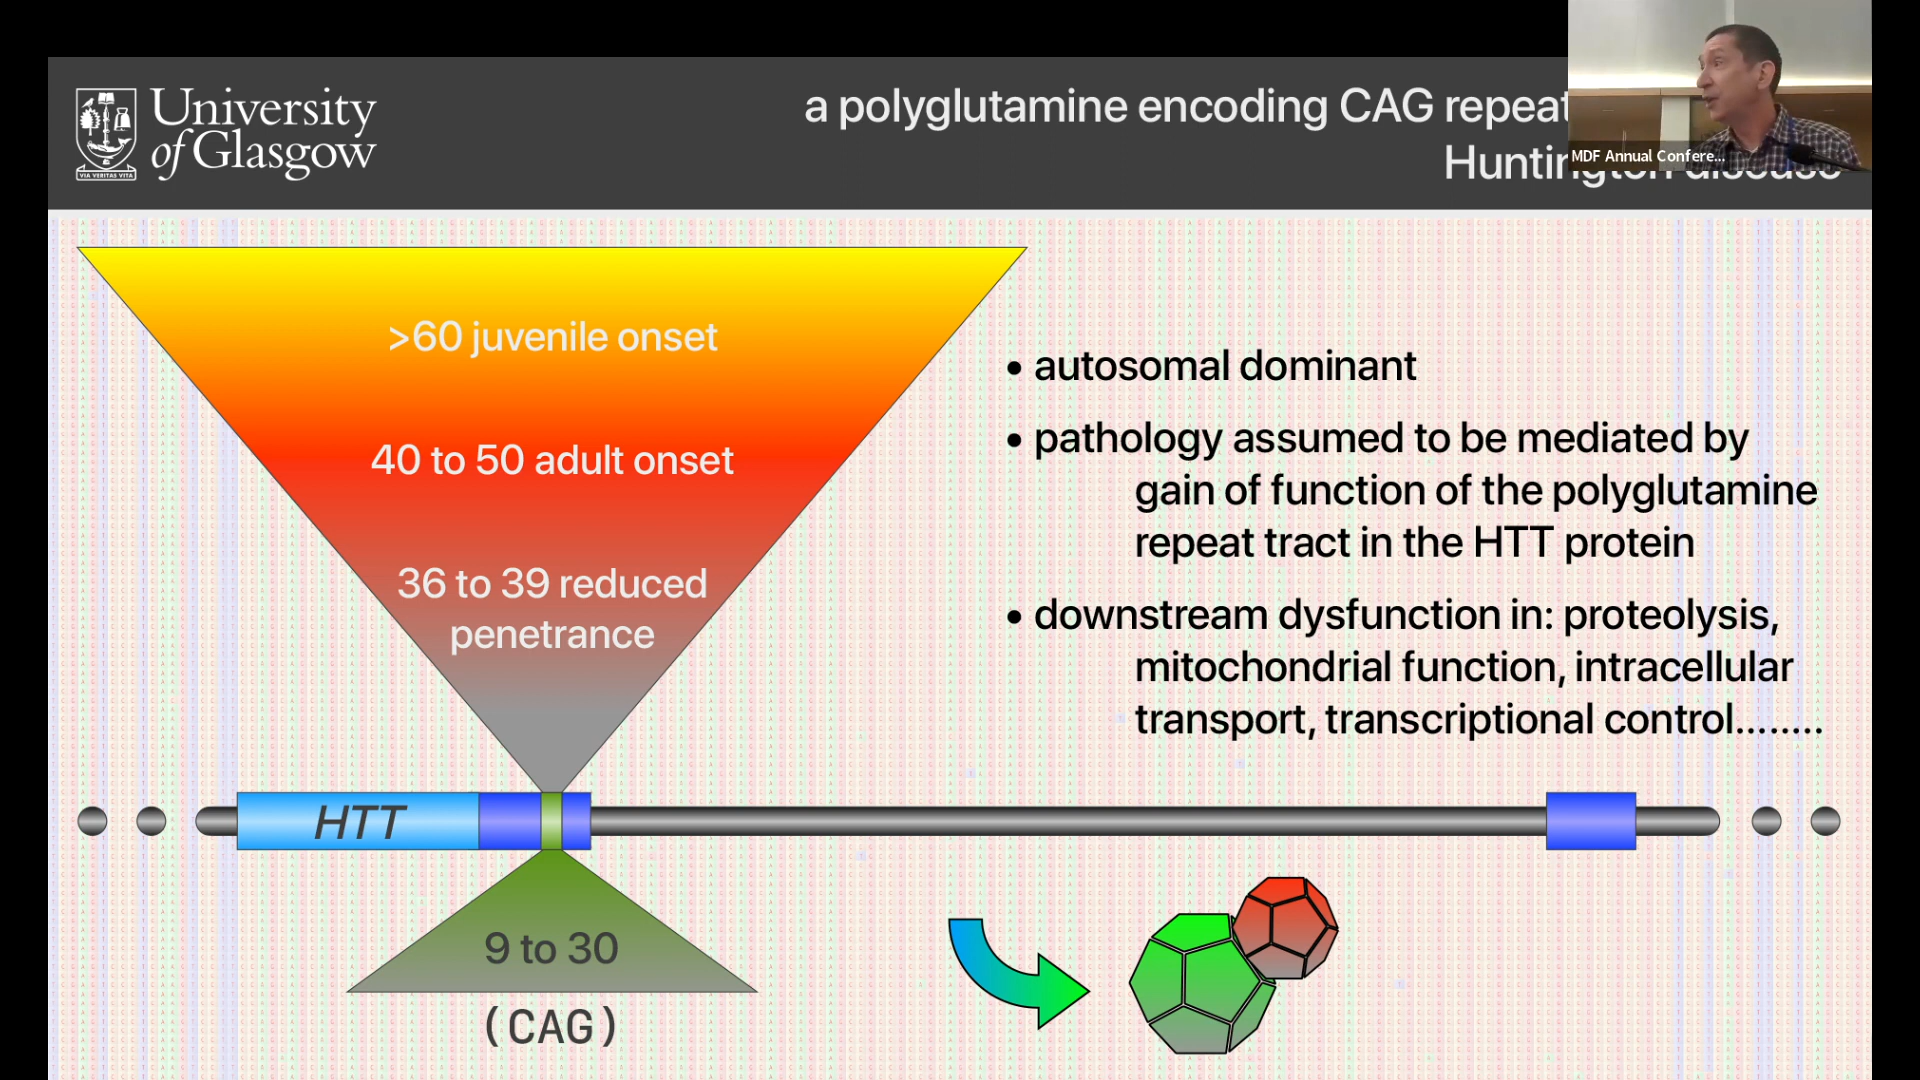 University
of Glasgow
VIA VERITAS VITA
a polyglutamine encoding CAG repeat
Huntington disease
MDF Annual Confere...
>60 juvenile onset
40 to 50 adult onset
36 to 39 reduced
penetrance
• autosomal dominant
• pathology assumed to be mediated by
gain of function of the polyglutamine
repeat tract in the HTT protein
• downstream dysfunction in: proteolysis,
mitochondrial function, intracellular
transport, transcriptional control........
HTT
9 to 30
(CAG)